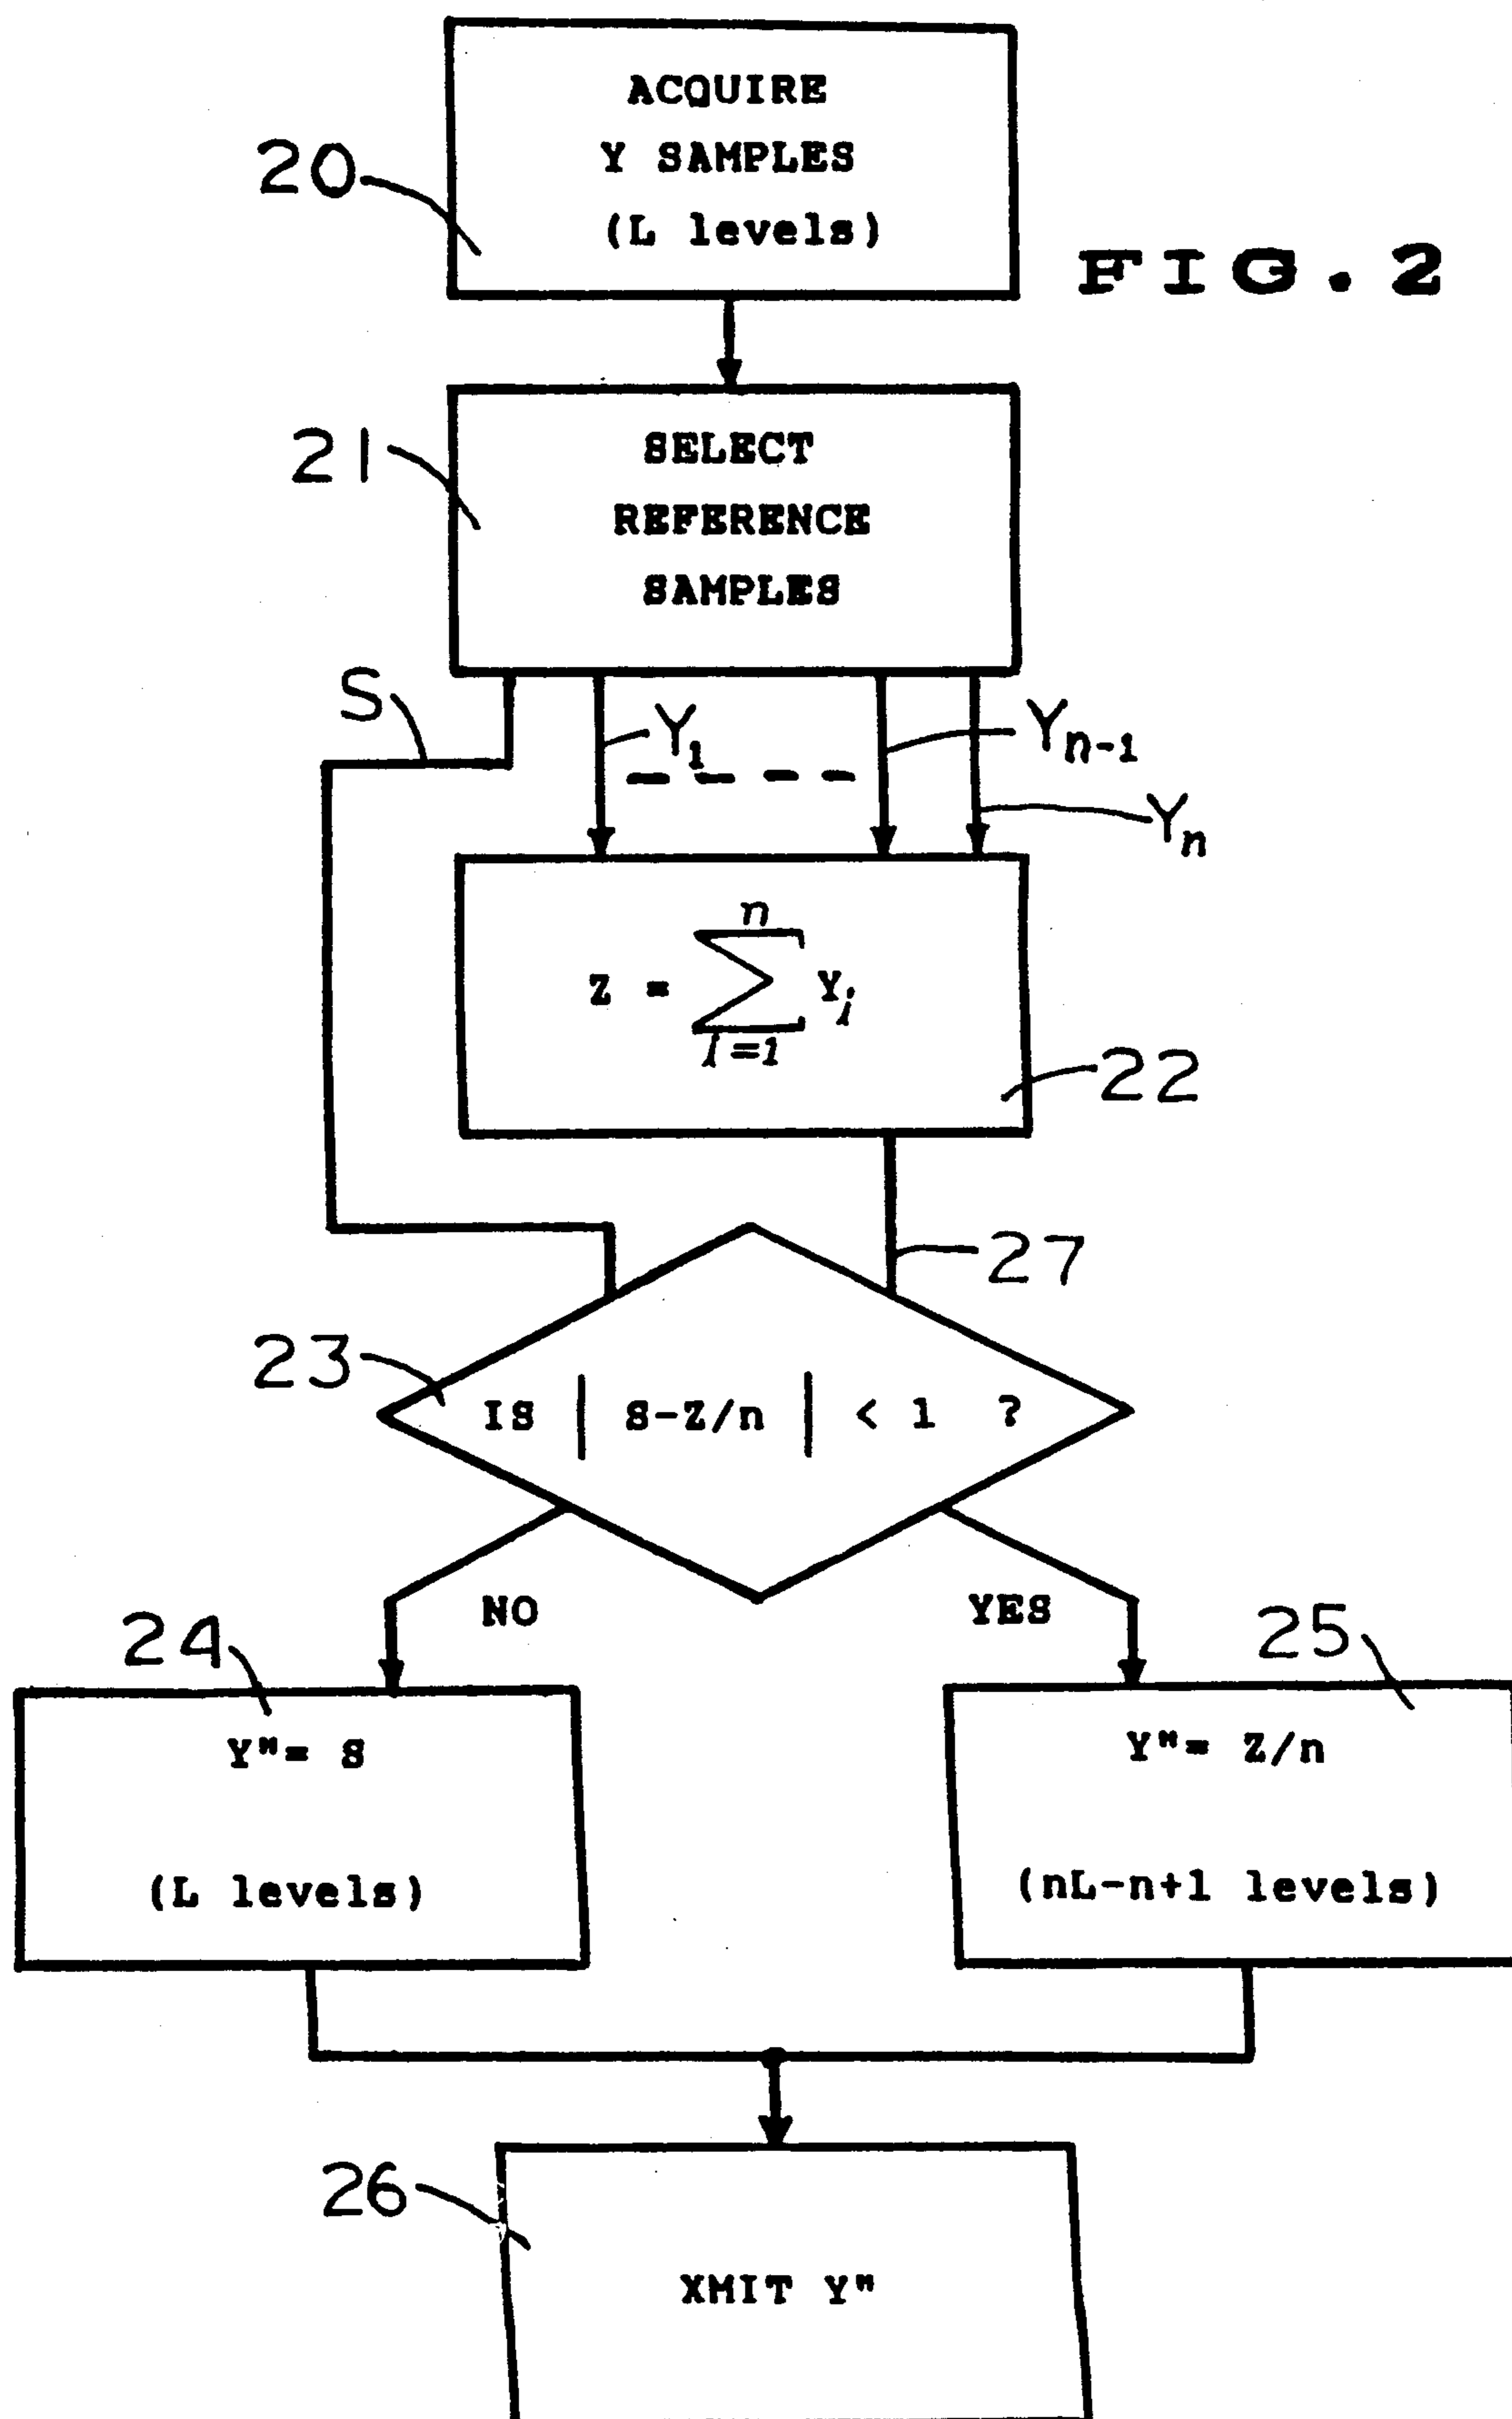 ACQUIRE
Y SAMPLES
(L levels)
20
FIG.2
SELECT
REFERENCE
SAMPLES
21
S
Y1
Yn-1
Yn
n
Z = ∑ Yi
i=1
22
27
23
IS | S-Z/n | < 1 ?
NO
YES
24
25
Y"= S
(L levels)
Y"= Z/n
(nL-n+1 levels)
26
XMIT Y"